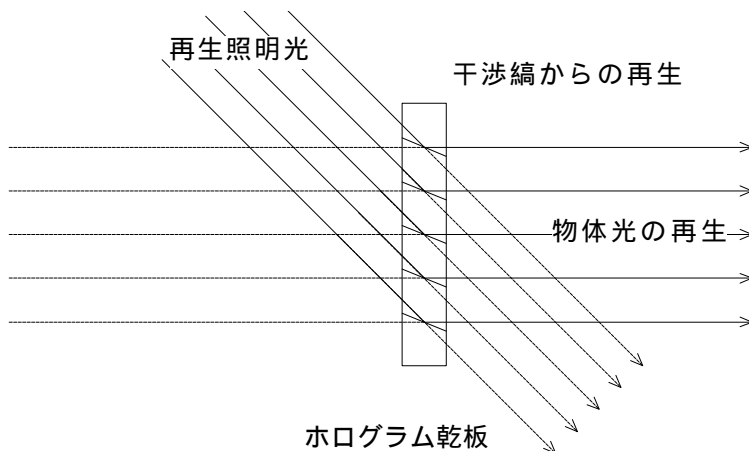 再生照明光
干渉縞からの再生
物体光の再生
ホログラム乾板